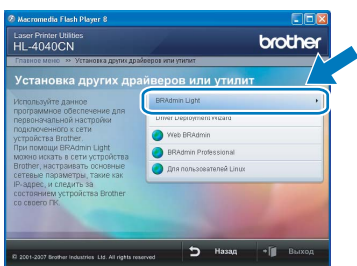 Macromedia Flash Player 8
Laser Printer Utilities
HL-4040CN
brother
Главное меню >> Установка других драйверов или утилит
Установка других драйверов или утилит
Используйте данное
программное обеспечение для
первоначальной настройки
подключенного к сети
устройства Brother.
При помощи BRAdmin Light
можно искать в сети устройства
Brother, настраивать основные
сетевые параметры, такие как
IP-адрес, и следить за
состоянием устройства Brother
со своего ПК.
BRAdmin Light
Driver Deployment Wizard
Web BRAdmin
BRAdmin Professional
Для пользователей Linux
© 2001-2007 Brother Industries Ltd. All rights reserved
Назад
Выход